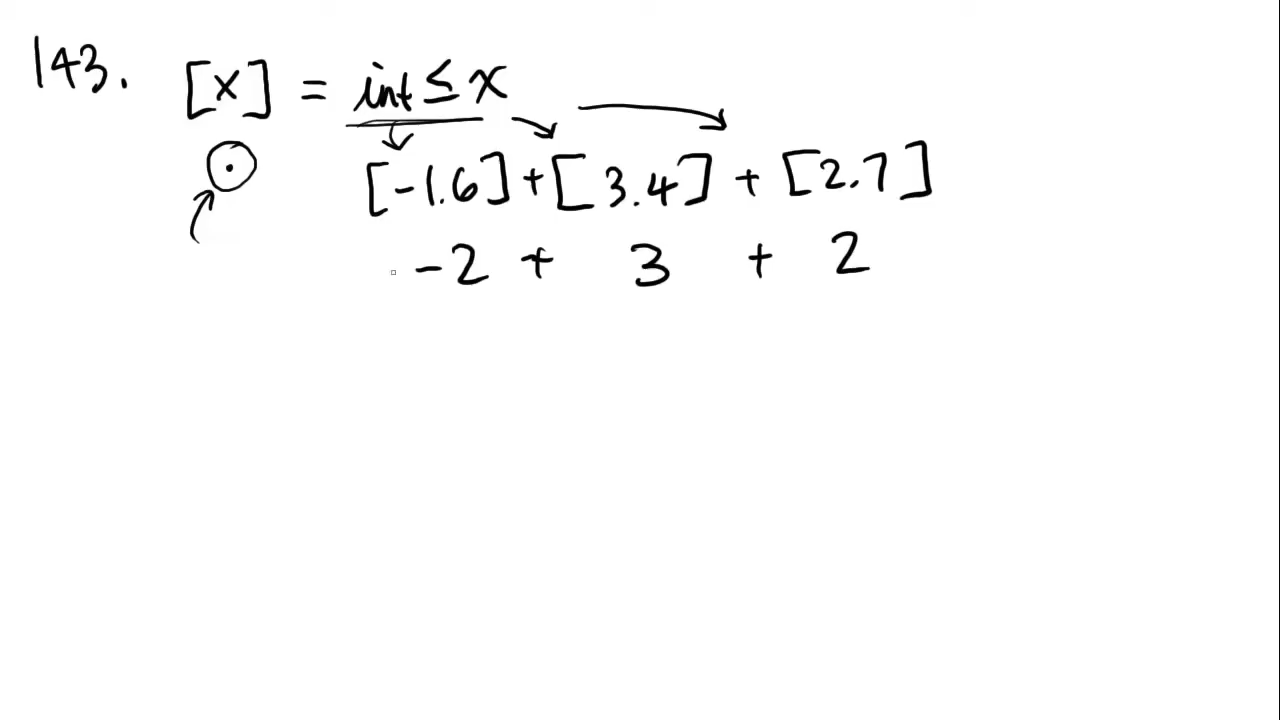 143. [x] = int ≤ x
[-1.6] + [3.4] + [2.7]
-2 + 3 + 2